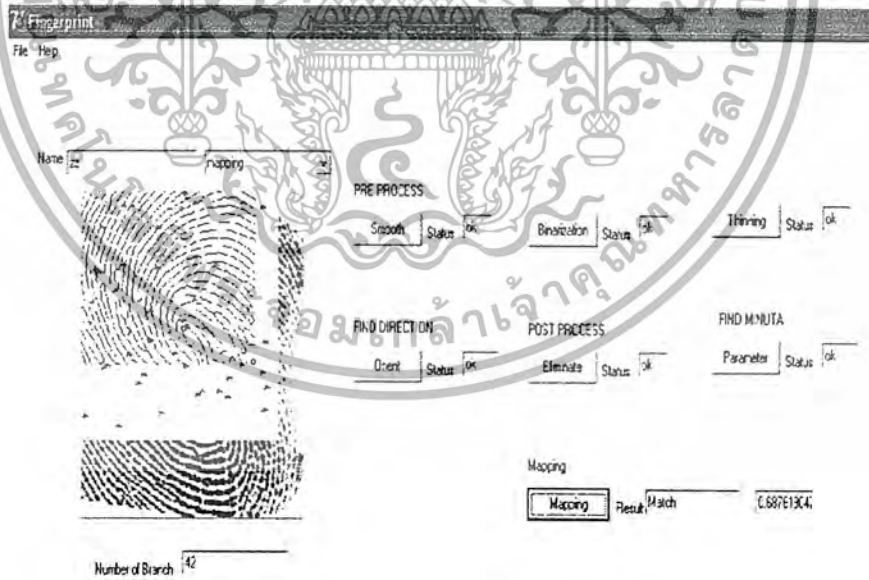 Fingerprint
File Help
Name zz mapping
PRE PROCESS
Smooth Status ok Binarization Status ok Thinning Status ok
FIND DIRECTION POST PROCESS FIND MINUTA
Orient Status ok Eliminate Status ok Parameter Status ok
Mapping
Mapping Result Match
Number of Branch 42